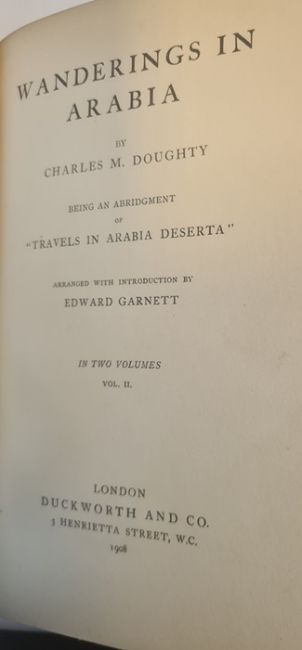 WANDERINGS IN
ARABIA
BY
CHARLES M. DOUGHTY
BEING AN ABRIDGMENT
OF
"TRAVELS IN ARABIA DESERTA"
ARRANGED WITH INTRODUCTION BY
EDWARD GARNETT
IN TWO VOLUMES
VOL. II.
LONDON
DUCKWORTH AND CO.
3 HENRIETTA STREET, W.C.
1908